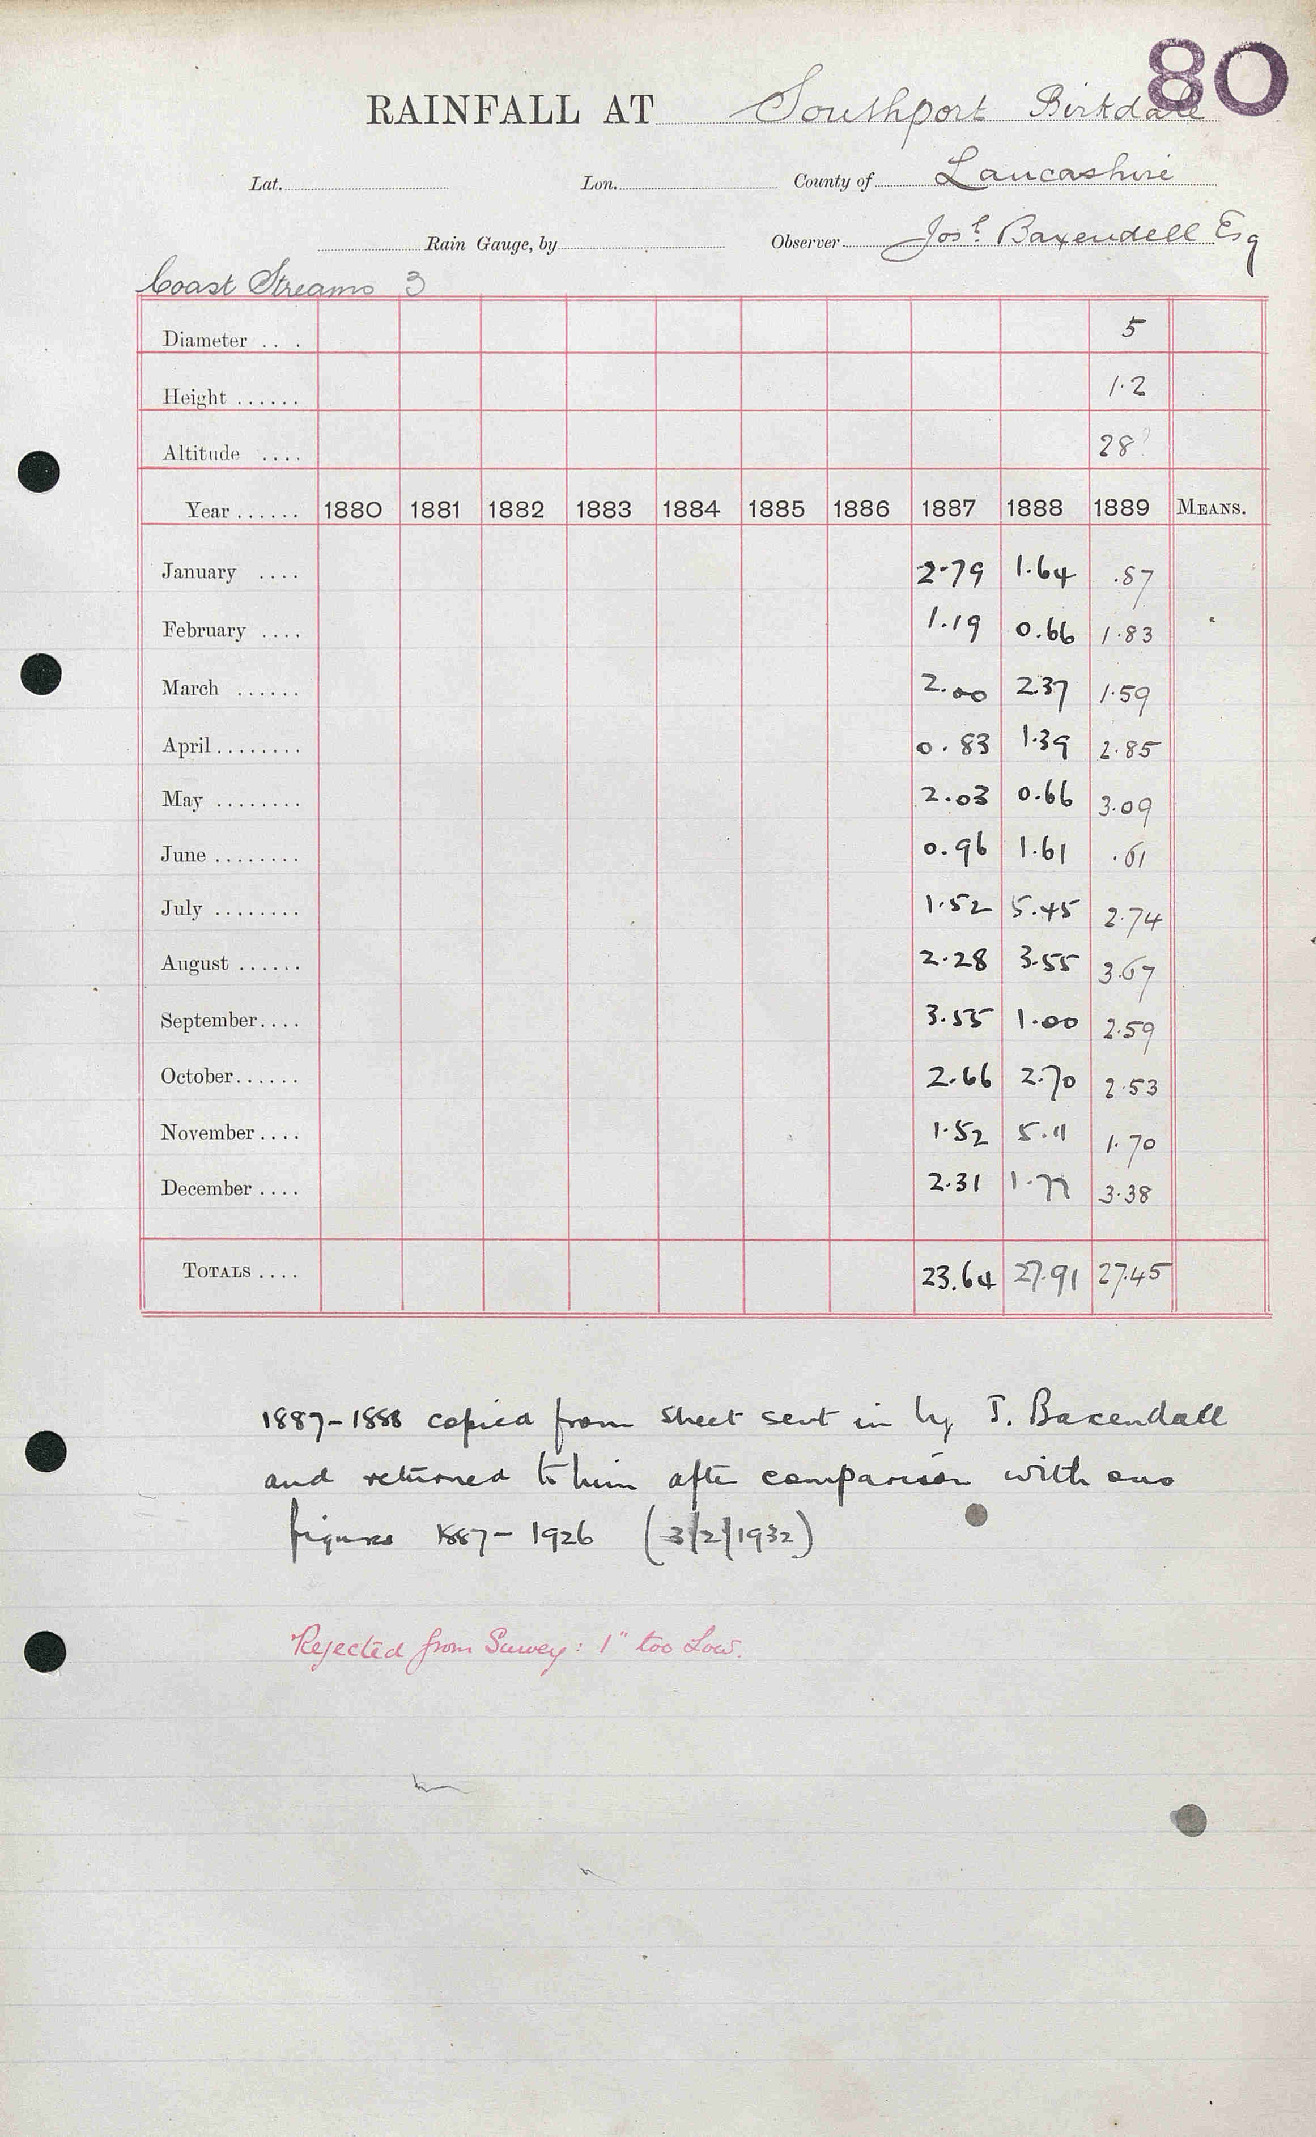 80
RAINFALL AT Southport Birkdale
Lat. Lon. County of Lancashire
Rain Gauge, by Observer Josh. Baxendell Esq
Coast Streams 3
Diameter .... 5
Height ...... 1.2
Altitude .... 28?
Year ...... 1880 1881 1882 1883 1884 1885 1886 1887 1888 1889 MEANS.
January .... 2.79 1.64 .87
February .... 1.19 0.66 1.83
March ...... 2.00 2.37 1.59
April ........ 0.83 1.39 2.85
May ........ 2.03 0.66 3.09
June ........ 0.96 1.61 .61
July ........ 1.52 5.45 2.74
August ...... 2.28 3.55 3.67
September.... 3.55 1.00 2.59
October...... 2.66 2.70 2.53
November.... 1.52 5.11 1.70
December.... 2.31 1.77 3.38
TOTALS .... 23.64 27.91 27.45
1887-1888 copied from sheet sent in by J. Baxendall
and returned to him after comparison with our
figures 1887-1926 (3/2/1932)
Rejected from Survey: 1" too Low.